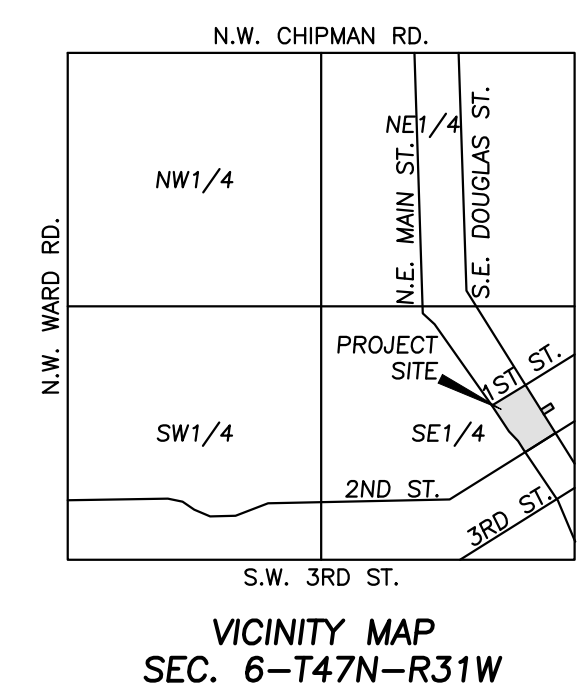 N.W. CHIPMAN RD.
NE1/4
NW1/4
N.E. MAIN ST.
S.E. DOUGLAS ST.
N.W. WARD RD.
PROJECT
SITE
1ST ST.
SW1/4
SE1/4
2ND ST.
3RD ST.
S.W. 3RD ST.
VICINITY MAP
SEC. 6-T47N-R31W